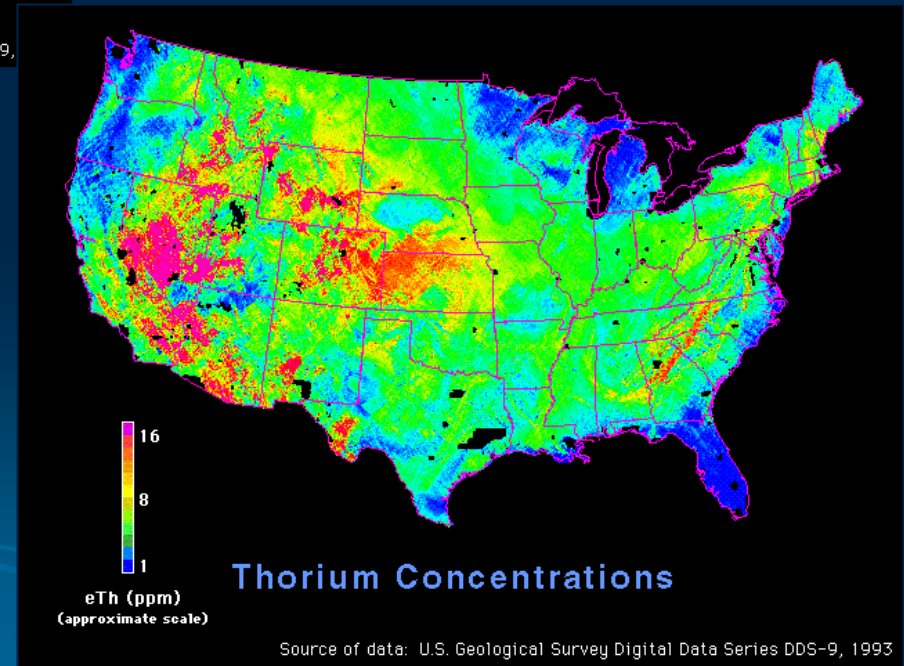 9,
16
8
1
eTh (ppm)
(approximate scale)
Thorium Concentrations
Source of data: U.S. Geological Survey Digital Data Series DDS-9, 1993